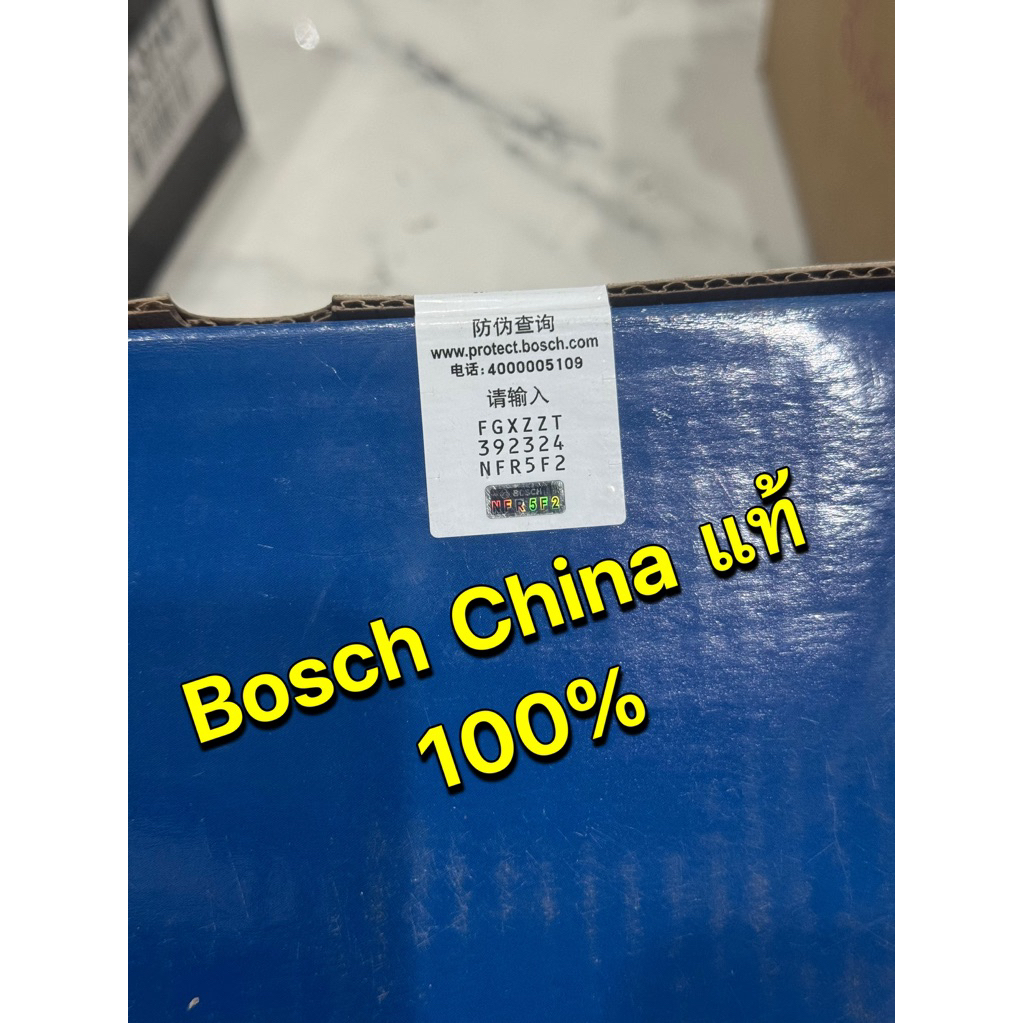 防伪查询
www.protect.bosch.com
电话:4000005109
请输入
FGXZZT
392324
NFR5F2
BOSCH
NFR5F2
Bosch China แท้
100%